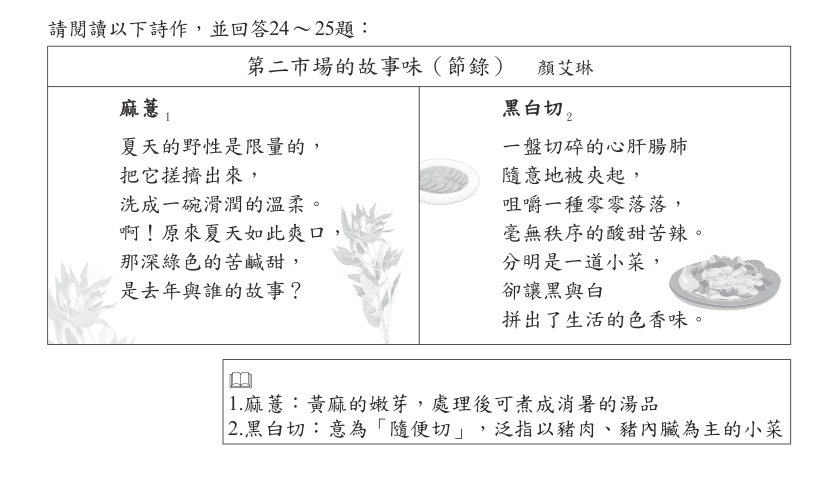 請閱讀以下詩作，並回答24～25題：
第二市場的故事味（節錄）　顏艾琳
麻薏1
夏天的野性是限量的，
把它搓擠出來，
洗成一碗滑潤的溫柔。
啊！原來夏天如此爽口，
那深綠色的苦鹹甜，
是去年與誰的故事？
黑白切2
一盤切碎的心肝腸肺
隨意地被夾起，
咀嚼一種零零落落，
毫無秩序的酸甜苦辣。
分明是一道小菜，
卻讓黑與白
拼出了生活的色香味。
1.麻薏：黃麻的嫩芽，處理後可煮成消暑的湯品
2.黑白切：意為「隨便切」，泛指以豬肉、豬內臟為主的小菜